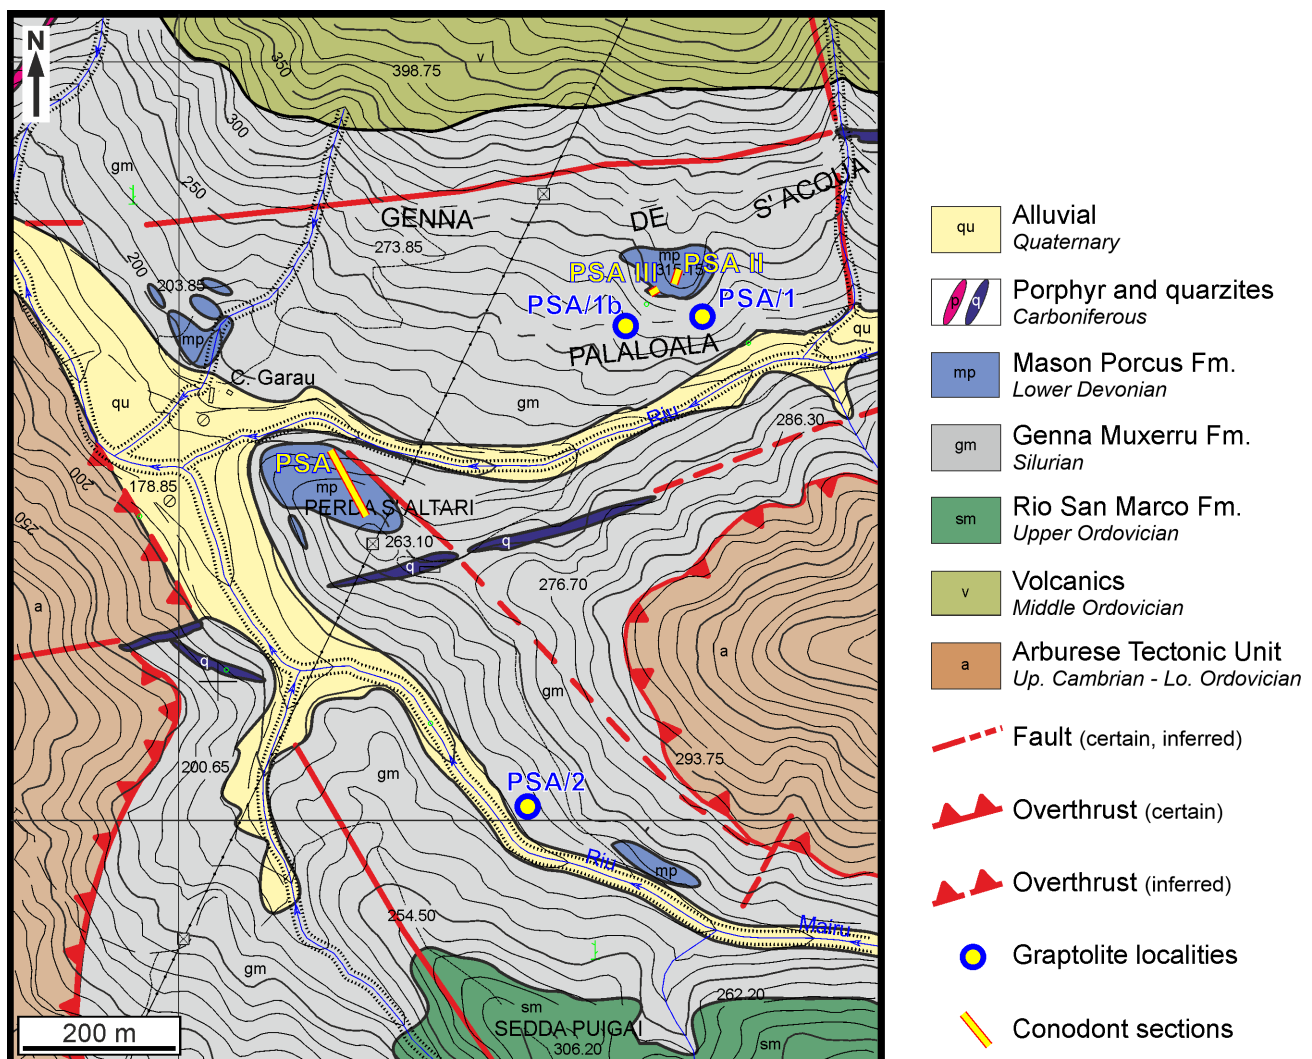 N
350
398.75
v
300
gm
250
S' ACQUA
DE
GENNA
273.85
mp
200
PSA III
315.15
PSA II
203.85
PSA/1b
PSA/1
mp
qu
PALALOALA
C. Garau
qu
gm
Riu
286.30
PSA
200
178.85
mp
PERDA S'ALTARI
250
263.10
q
q
276.70
a
q
a
gm
293.75
200.65
gm
PSA/2
Riu
mp
254.50
Mairu
gm
262.20
sm
SEDDA PUIGAI
306.20
sm
200 m
qu
Alluvial
Quaternary
p
q
Porphyr and quarzites
Carboniferous
mp
Mason Porcus Fm.
Lower Devonian
gm
Genna Muxerru Fm.
Silurian
sm
Rio San Marco Fm.
Upper Ordovician
v
Volcanics
Middle Ordovician
a
Arburese Tectonic Unit
Up. Cambrian - Lo. Ordovician
Fault (certain, inferred)
Overthrust (certain)
Overthrust (inferred)
Graptolite localities
Conodont sections